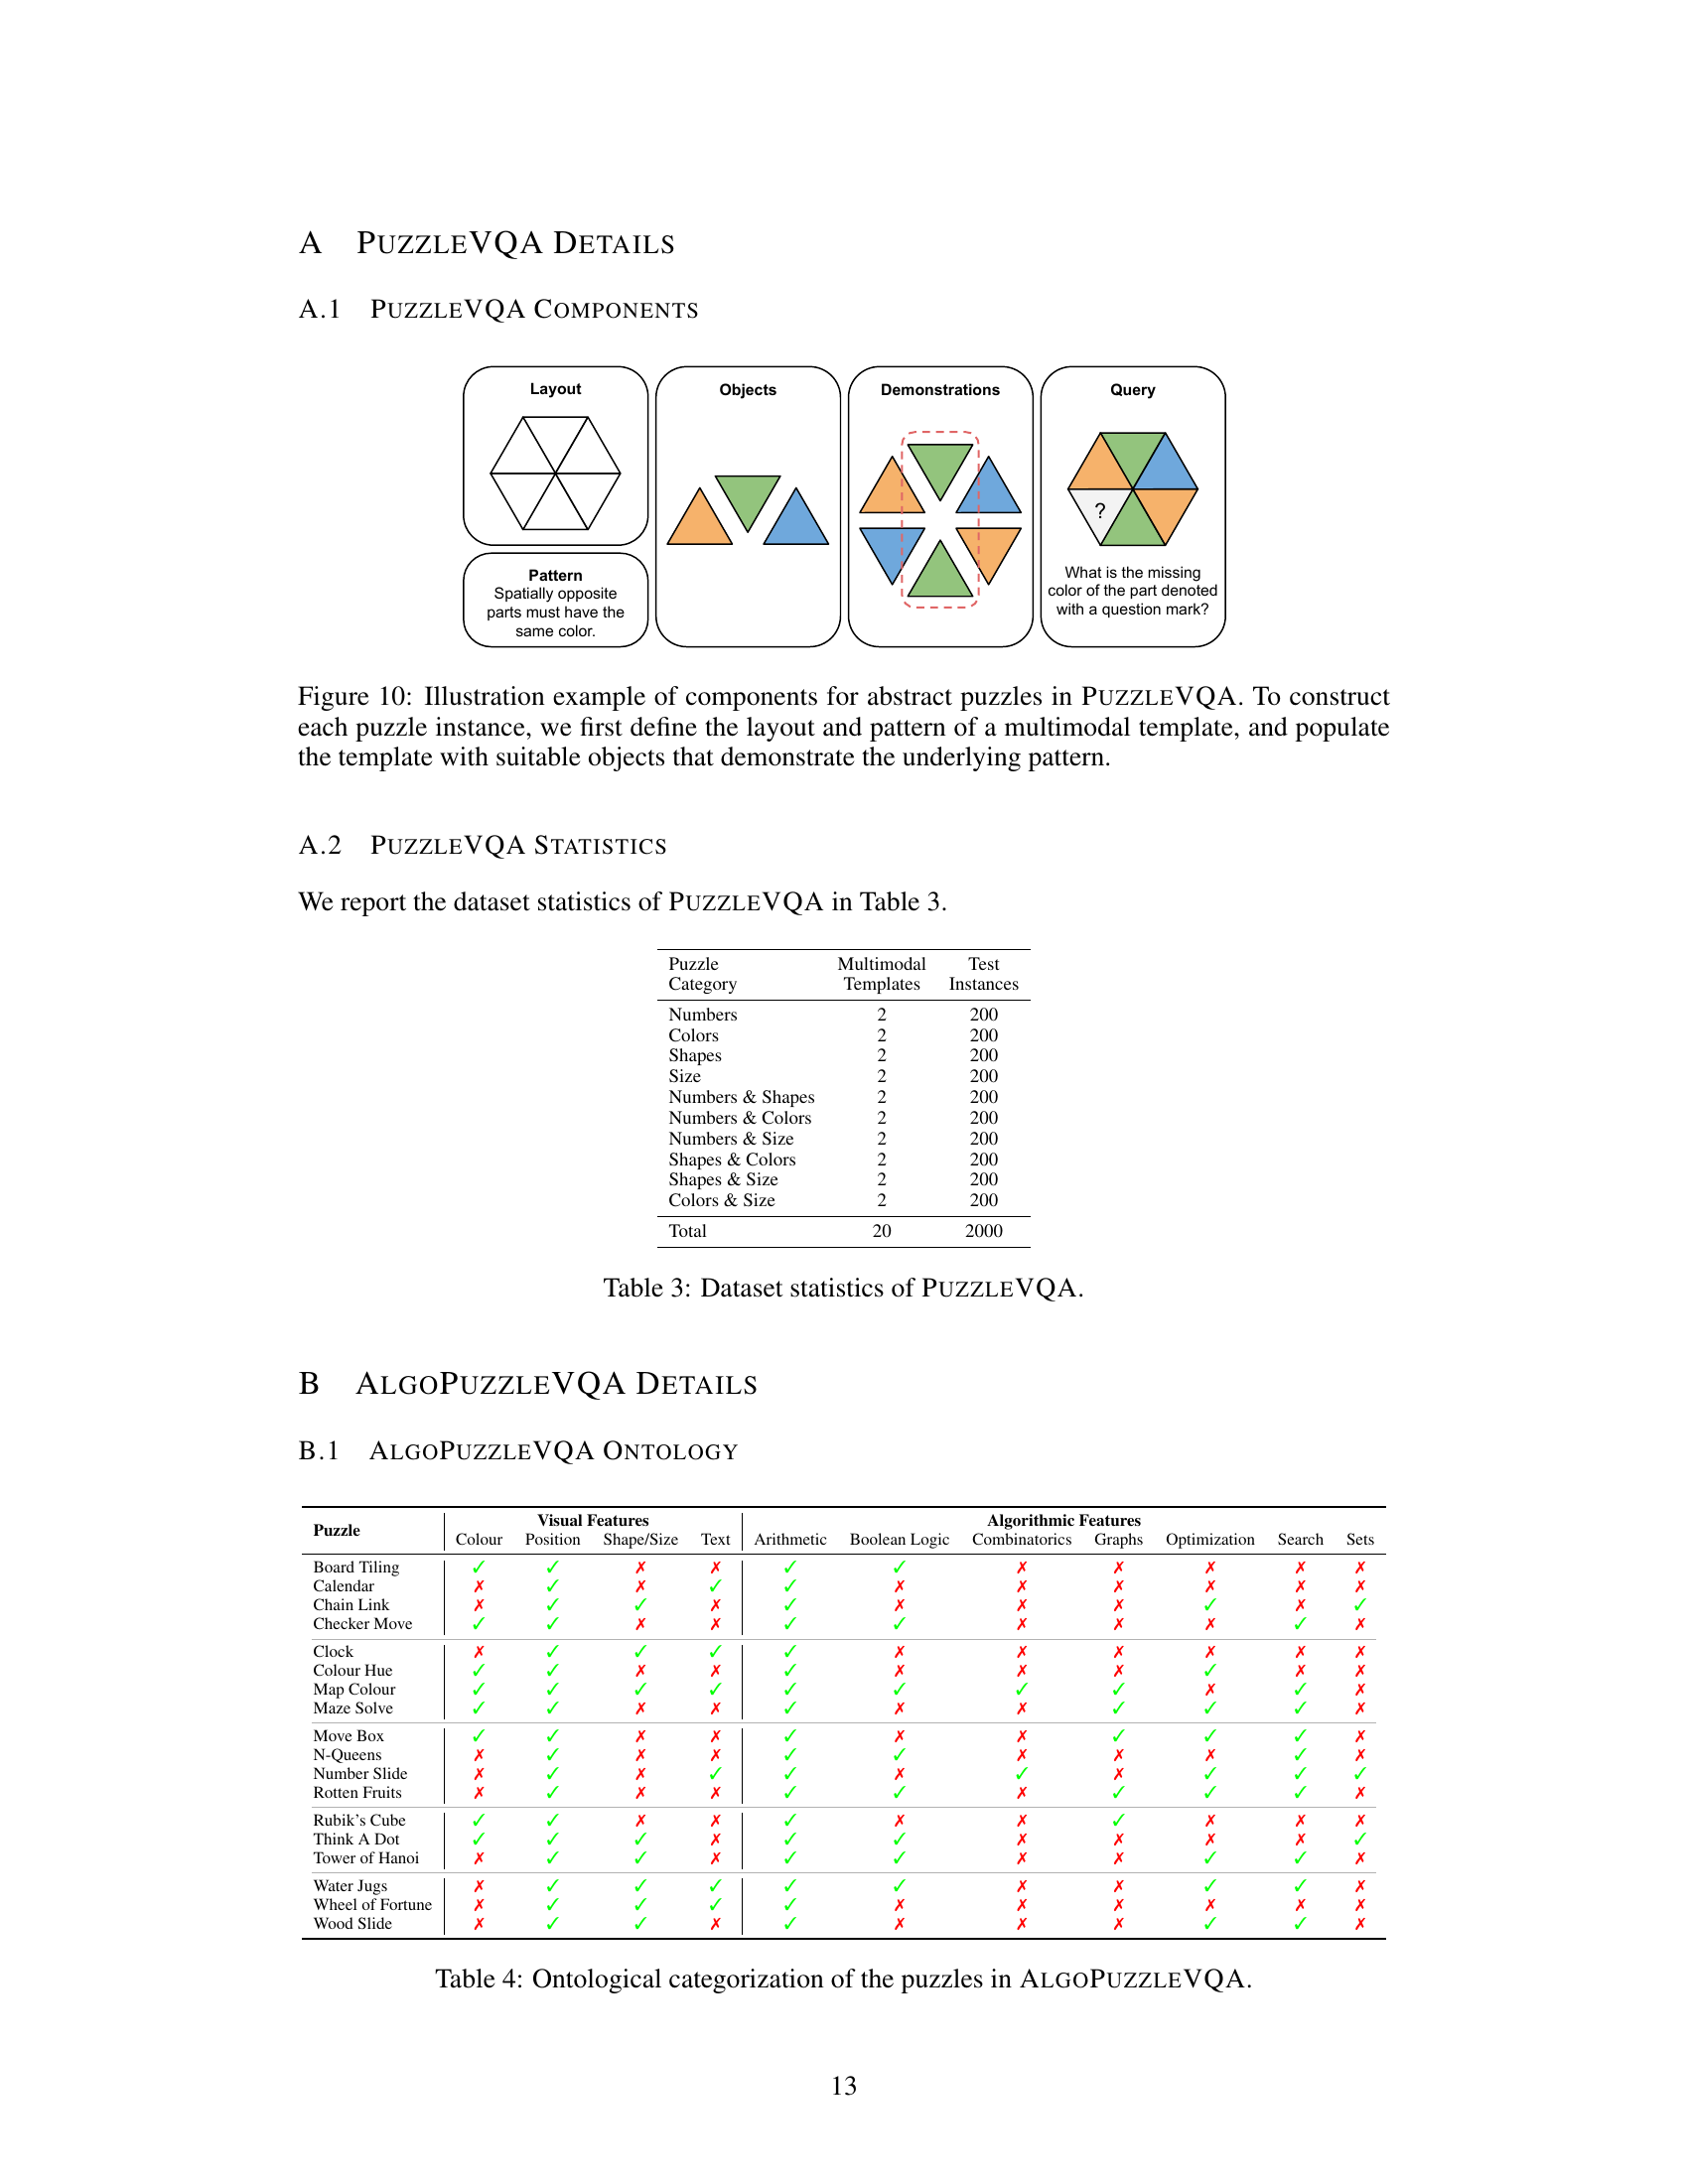 A PUZZLEVQA DETAILS
A.1 PUZZLEVQA COMPONENTS
Layout
Pattern
Spatially opposite
parts must have the
same color.
Objects
Demonstrations
Query
?
What is the missing
color of the part denoted
with a question mark?
Figure 10: Illustration example of components for abstract puzzles in PUZZLEVQA. To construct
each puzzle instance, we first define the layout and pattern of a multimodal template, and populate
the template with suitable objects that demonstrate the underlying pattern.
A.2 PUZZLEVQA STATISTICS
We report the dataset statistics of PUZZLEVQA in Table 3.
Puzzle Multimodal Test
Category Templates Instances
Numbers 2 200
Colors 2 200
Shapes 2 200
Size 2 200
Numbers & Shapes 2 200
Numbers & Colors 2 200
Numbers & Size 2 200
Shapes & Colors 2 200
Shapes & Size 2 200
Colors & Size 2 200
Total 20 2000
Table 3: Dataset statistics of PUZZLEVQA.
B ALGOPUZZLEVQA DETAILS
B.1 ALGOPUZZLEVQA ONTOLOGY
Puzzle Visual Features Algorithmic Features
Colour Position Shape/Size Text Arithmetic Boolean Logic Combinatorics Graphs Optimization Search Sets
Board Tiling ✓ ✓ ✗ ✗ ✓ ✓ ✗ ✗ ✗ ✗ ✗
Calendar ✗ ✓ ✗ ✓ ✓ ✗ ✗ ✗ ✗ ✗ ✗
Chain Link ✗ ✓ ✓ ✗ ✓ ✗ ✗ ✗ ✓ ✗ ✓
Checker Move ✓ ✓ ✗ ✗ ✓ ✓ ✗ ✗ ✗ ✓ ✗
Clock ✗ ✓ ✓ ✓ ✓ ✗ ✗ ✗ ✗ ✗ ✗
Colour Hue ✓ ✓ ✗ ✗ ✓ ✗ ✗ ✗ ✓ ✗ ✗
Map Colour ✓ ✓ ✓ ✓ ✓ ✓ ✓ ✓ ✗ ✓ ✗
Maze Solve ✓ ✓ ✗ ✗ ✓ ✗ ✗ ✓ ✓ ✓ ✗
Move Box ✓ ✓ ✗ ✗ ✓ ✗ ✗ ✓ ✓ ✓ ✗
N-Queens ✗ ✓ ✗ ✗ ✓ ✓ ✗ ✗ ✗ ✓ ✗
Number Slide ✗ ✓ ✗ ✓ ✓ ✗ ✓ ✗ ✓ ✓ ✓
Rotten Fruits ✗ ✓ ✗ ✗ ✓ ✓ ✗ ✓ ✓ ✓ ✗
Rubik's Cube ✓ ✓ ✗ ✗ ✓ ✗ ✗ ✓ ✗ ✗ ✗
Think A Dot ✓ ✓ ✓ ✗ ✓ ✓ ✗ ✗ ✗ ✗ ✓
Tower of Hanoi ✗ ✓ ✓ ✗ ✓ ✓ ✗ ✗ ✓ ✓ ✗
Water Jugs ✗ ✓ ✓ ✓ ✓ ✓ ✗ ✗ ✓ ✓ ✗
Wheel of Fortune ✗ ✓ ✓ ✓ ✓ ✗ ✗ ✗ ✗ ✗ ✗
Wood Slide ✗ ✓ ✓ ✗ ✓ ✗ ✗ ✗ ✓ ✓ ✗
Table 4: Ontological categorization of the puzzles in ALGOPUZZLEVQA.
13